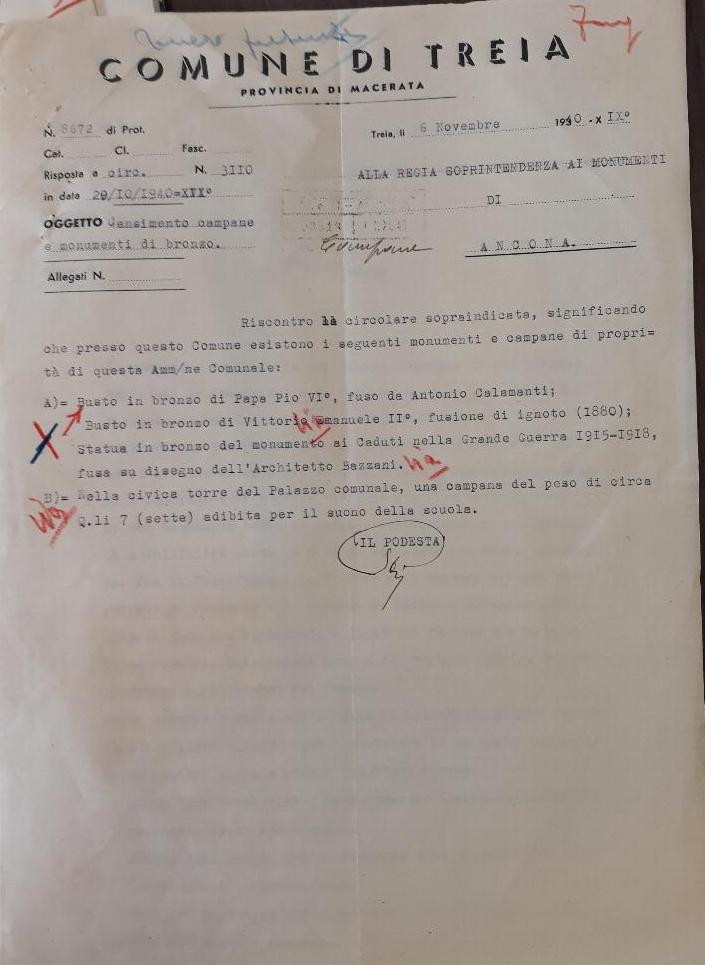 COMUNE DI TREIA
PROVINCIA DI MACERATA
N. 8672 di Prot.
Treia, li 6 Novembre 1940 - X IX°
Cat. Cl. Fasc.
Risposta a circ. N. 3110
ALLA REGIA SOPRINTENDENZA AI MONUMENTI
in data 29/10/1940=XIX°
DI
OGGETTO Censimento campane
e monumenti di bronzo.
Campane
ANCONA.
Allegati N.
Riscontro la circolare sopraindicata, significando
che presso questo Comune esistono i seguenti monumenti e campane di propri=
tà di questa Amm/ne Comunale:
A)= Busto in bronzo di Papa Pio VI°, fuso da Antonio Calamanti;
Busto in bronzo di Vittorio Emanuele II°, fusione di ignoto (1880);
Statua in bronzo del monumento ai Caduti nella Grande Guerra 1915-1918,
fusa su disegno dell'Architetto Bazzani.
B)= Nella civica torre del Palazzo comunale, una campana del peso di circa
Q.li 7 (sette) adibita per il suono della scuola.
IL PODESTA